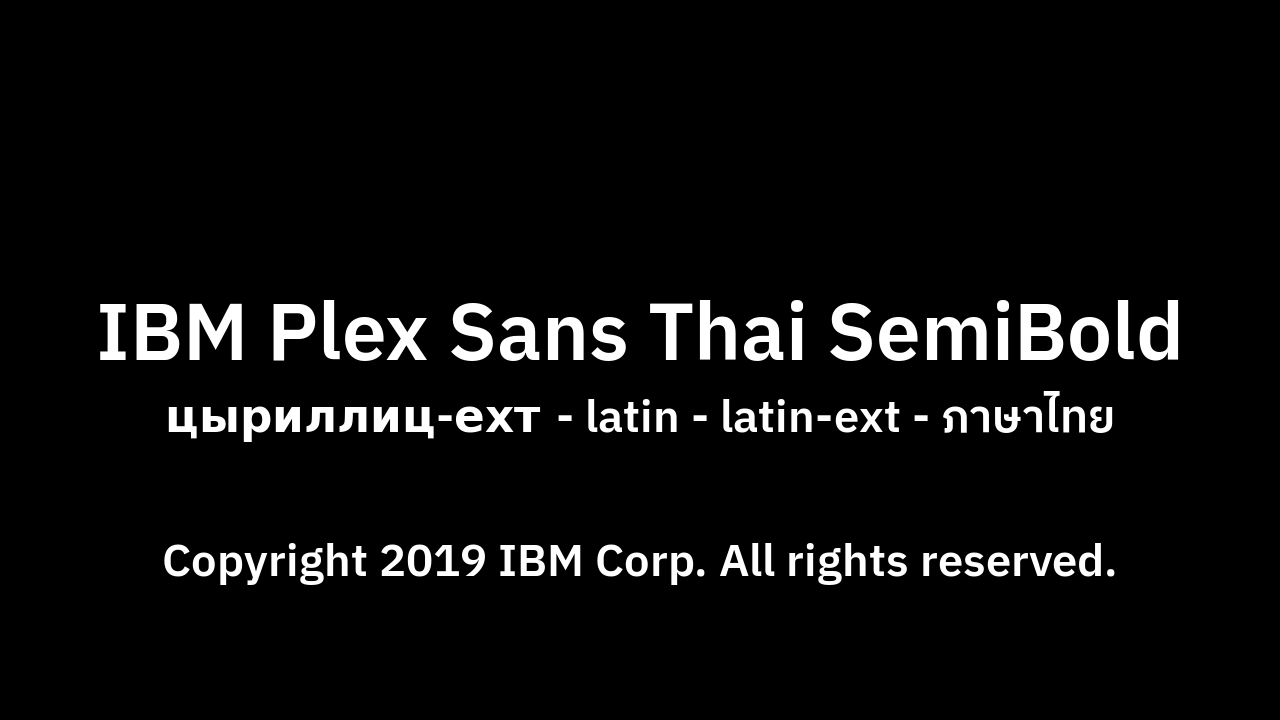 IBM Plex Sans Thai SemiBold
цыриллиц-ехт - latin - latin-ext - ภาษาไทย
Copyright 2019 IBM Corp. All rights reserved.